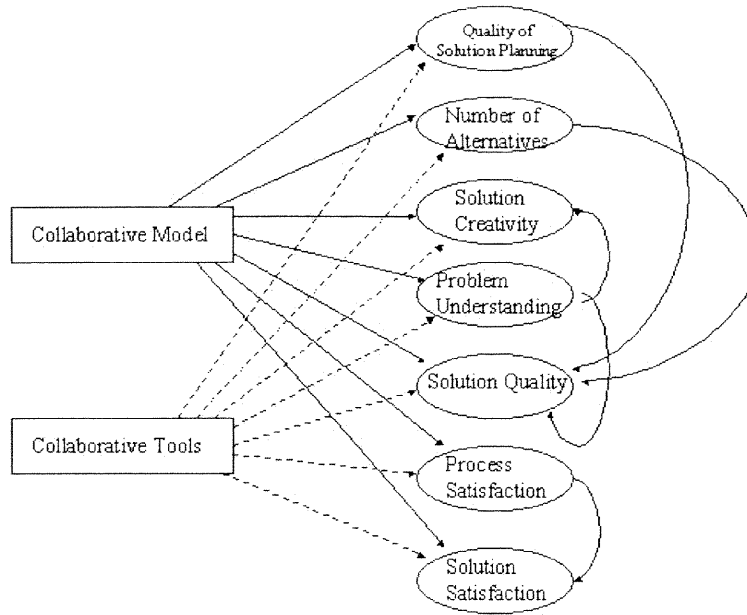 Quality of
Solution Planning
Number of
Alternatives
Solution
Creativity
Collaborative Model
Problem
Understanding
Solution Quality
Collaborative Tools
Process
Satisfaction
Solution
Satisfaction